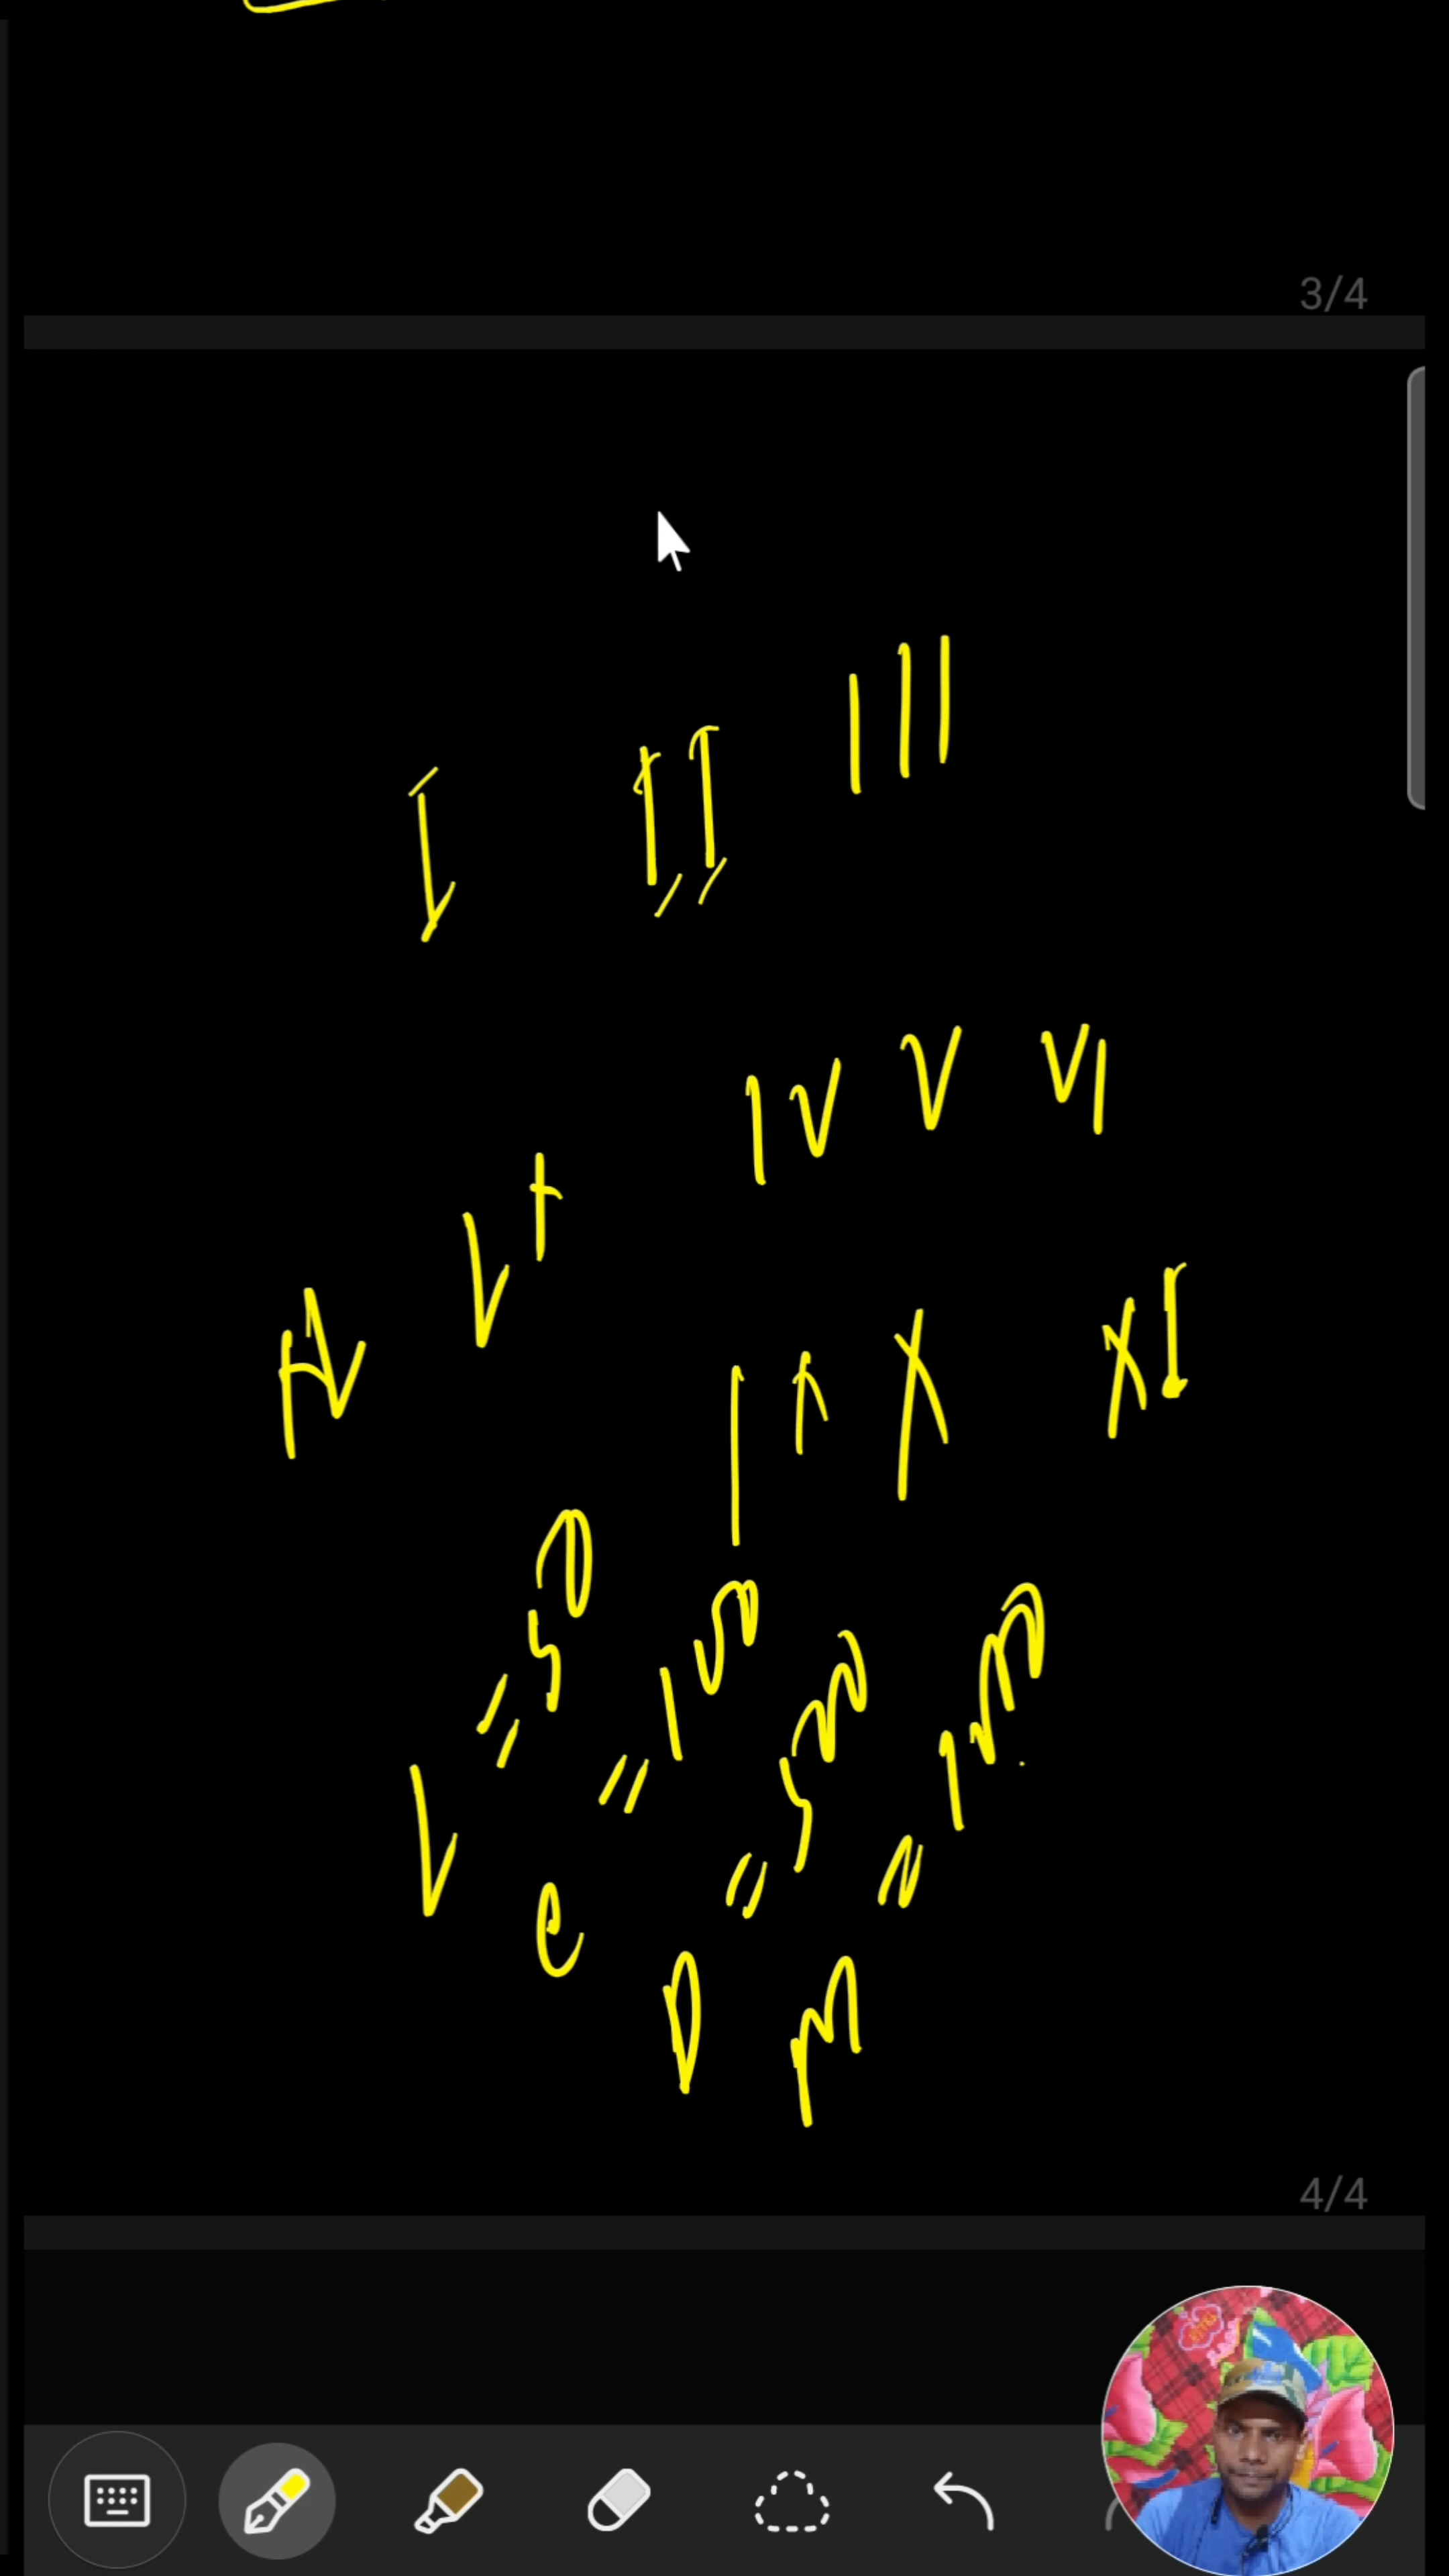 3/4
I II III
IV V VI
IX X XI
L = 50
C = 100
D = 500
M = 1000
4/4